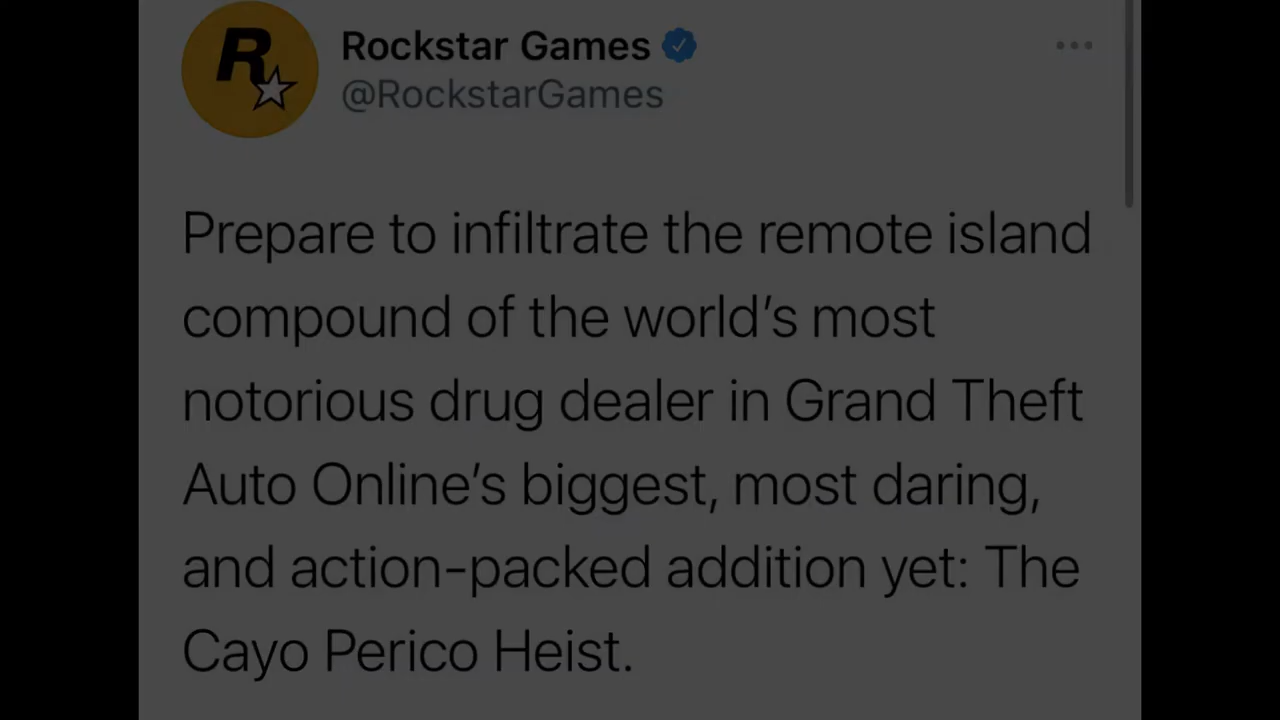 R
Rockstar Games
@RockstarGames
Prepare to infiltrate the remote island
compound of the world’s most
notorious drug dealer in Grand Theft
Auto Online’s biggest, most daring,
and action-packed addition yet: The
Cayo Perico Heist.